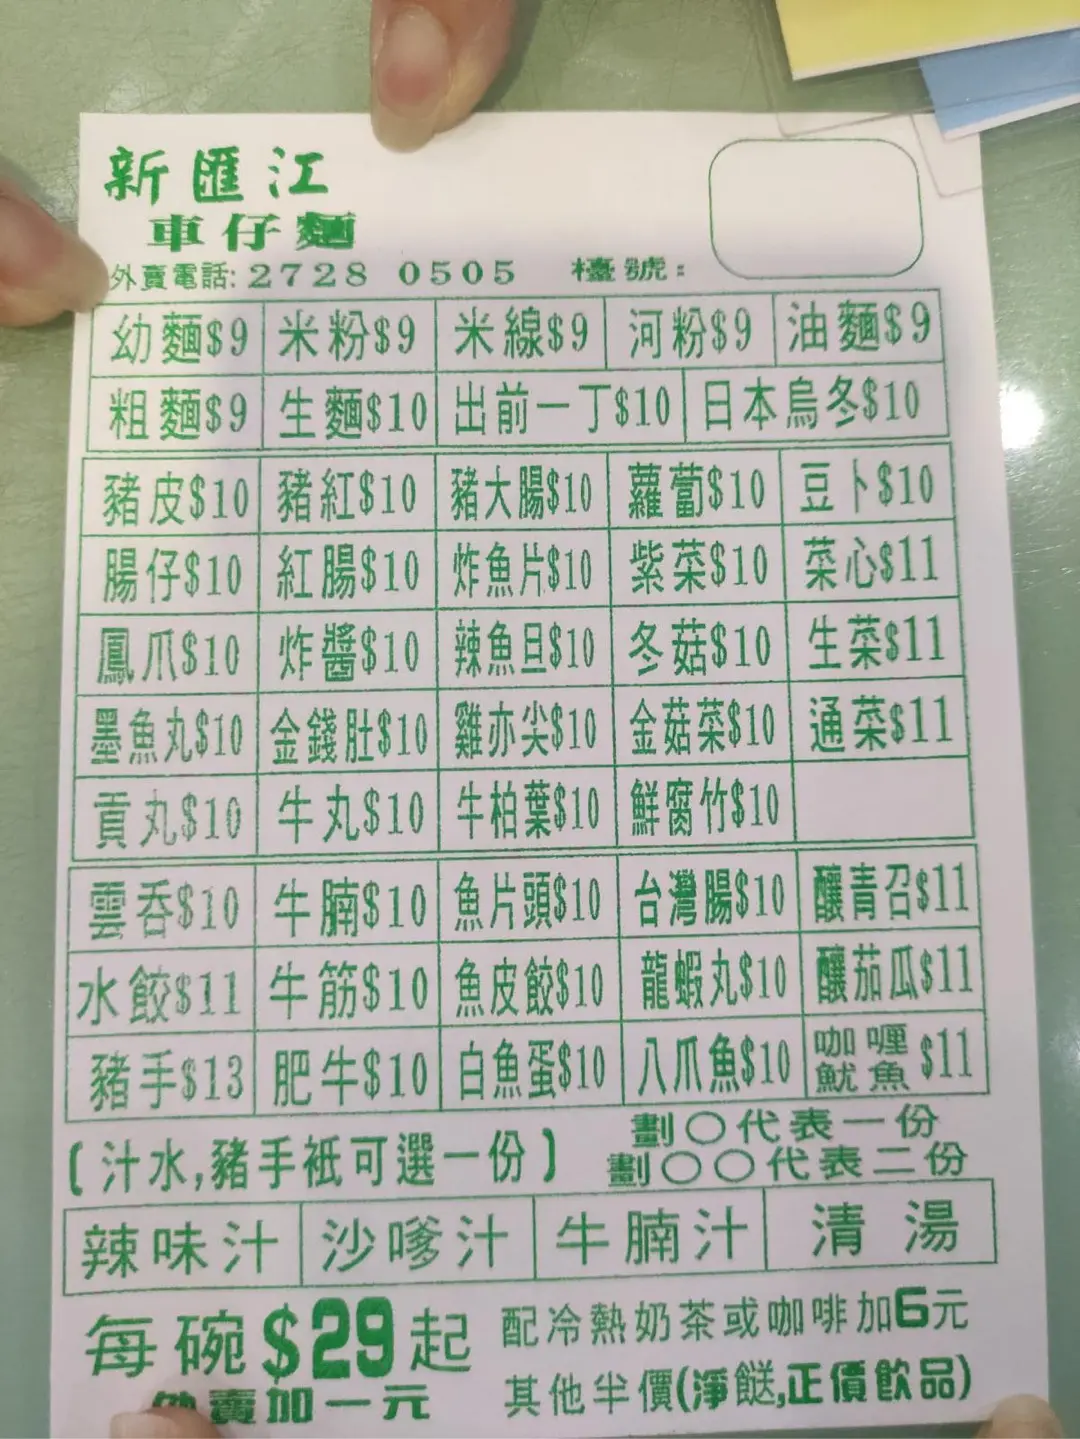 新匯江
車仔麵
外賣電話: 2728 0505 檯號:
幼麵$9 米粉$9 米線$9 河粉$9 油麵$9
粗麵$9 生麵$10 出前一丁$10 日本烏冬$10
豬皮$10 豬紅$10 豬大腸$10 蘿蔔$10 豆卜$10
腸仔$10 紅腸$10 炸魚片$10 紫菜$10 菜心$11
鳳爪$10 炸醬$10 辣魚旦$10 冬菇$10 生菜$11
墨魚丸$10 金錢肚$10 雞亦尖$10 金菇菜$10 通菜$11
貢丸$10 牛丸$10 牛柏葉$10 鮮腐竹$10
雲吞$10 牛腩$10 魚片頭$10 台灣腸$10 釀青召$11
水餃$11 牛筋$10 魚皮餃$10 龍蝦丸$10 釀茄瓜$11
豬手$13 肥牛$10 白魚蛋$10 八爪魚$10 咖喱魷魚$11
劃〇代表一份
(汁水,豬手祇可選一份) 劃〇〇代表二份
辣味汁 沙嗲汁 牛腩汁 清湯
每碗$29起 配冷熱奶茶或咖啡加6元
外賣加一元 其他半價(淨餸,正價飲品)